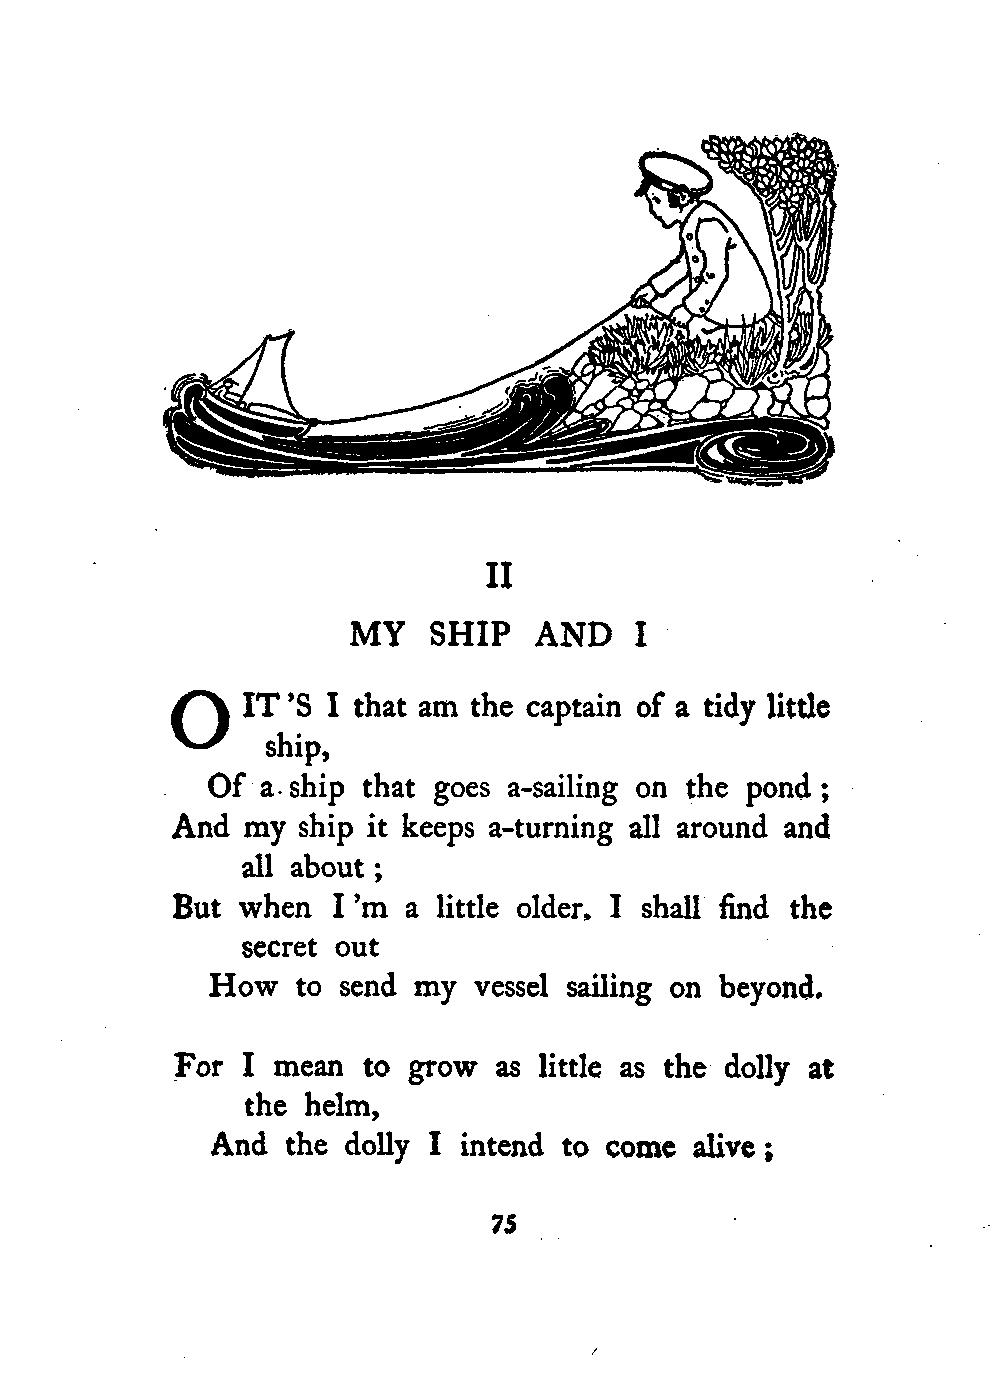 II
MY SHIP AND I
O IT 'S I that am the captain of a tidy little
ship,
Of a ship that goes a-sailing on the pond ;
And my ship it keeps a-turning all around and
all about ;
But when I 'm a little older, I shall find the
secret out
How to send my vessel sailing on beyond.
For I mean to grow as little as the dolly at
the helm,
And the dolly I intend to come alive ;
75